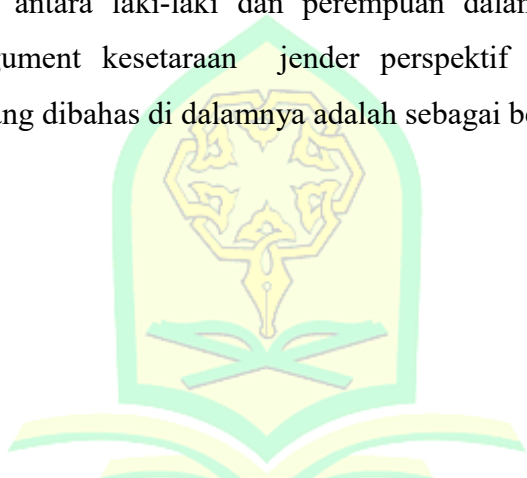 antara laki-laki dan perempuan dalam
gument kesetaraan jender perspektif
ng dibahas di dalamnya adalah sebagai be